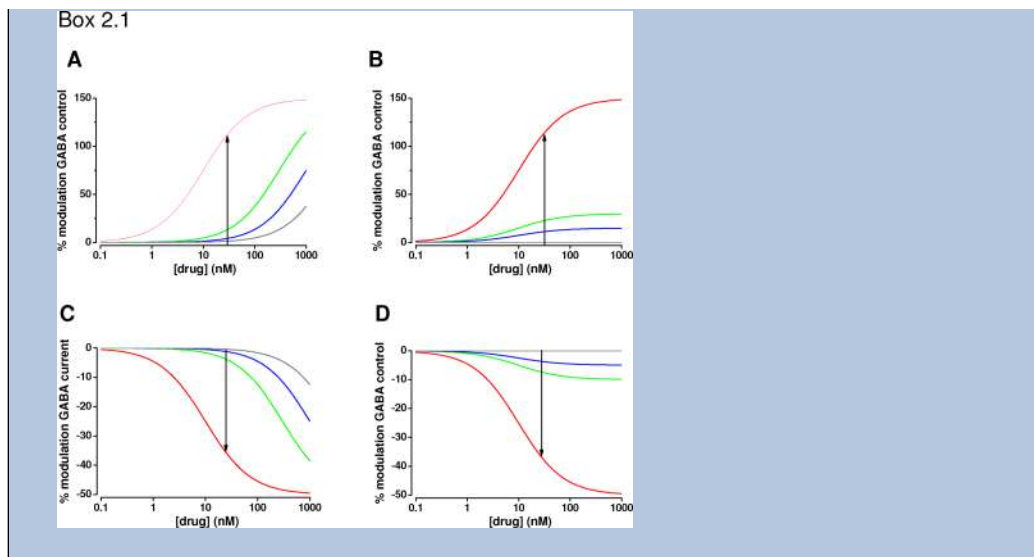 Box 2.1
A
B
% modulation GABA control
150
100
50
0
0.1 1 10 100 1000
[drug] (nM)
% modulation GABA control
150
100
50
0
0.1 1 10 100 1000
[drug] (nM)
C
D
% modulation GABA current
0
-10
-20
-30
-40
-50
0.1 1 10 100 1000
[drug] (nM)
% modulation GABA control
0
-10
-20
-30
-40
-50
0.1 1 10 100 1000
[drug] (nM)